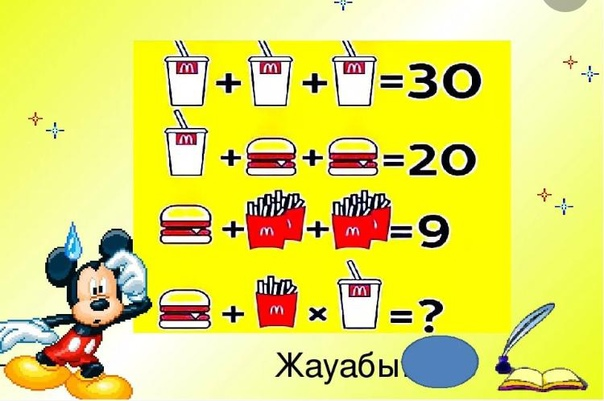 + + =30
+ + =20
+ + =9
+ × =?
Жауабы: